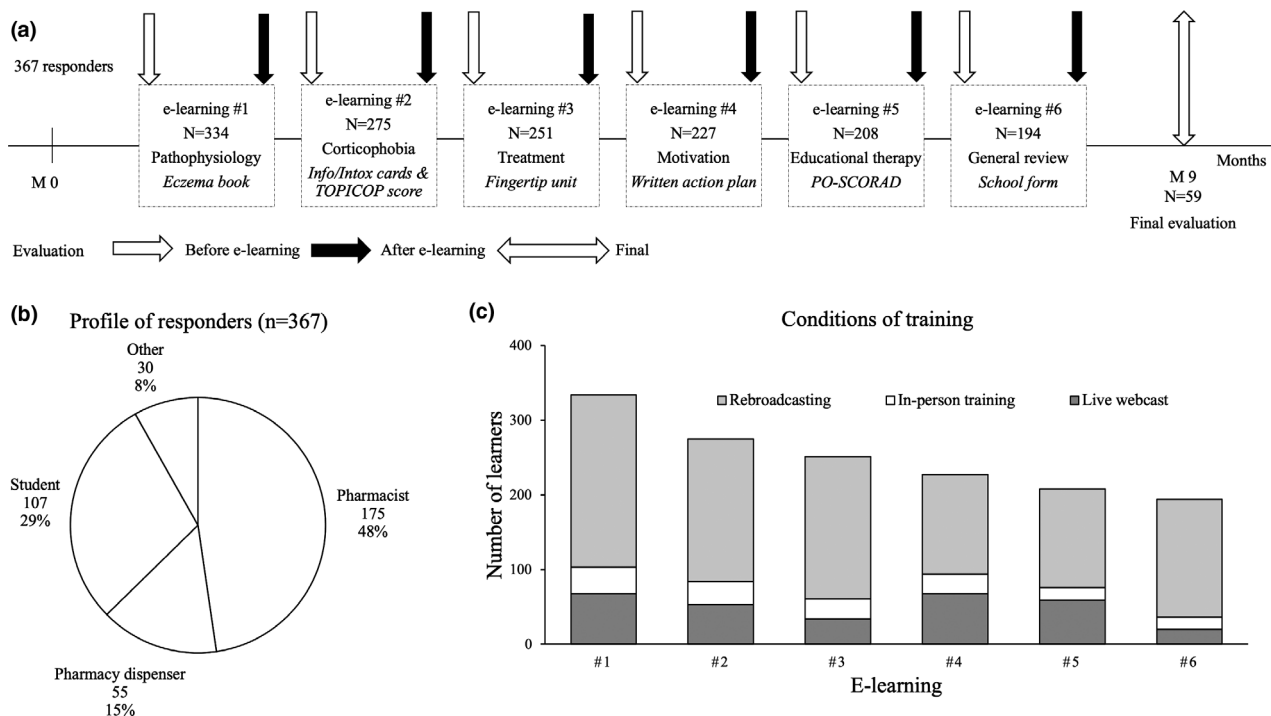 (a)
367 responders
M 0
e-learning #1
N=334
Pathophysiology
Eczema book
e-learning #2
N=275
Corticophobia
Info/Intox cards &
TOPICOP score
e-learning #3
N=251
Treatment
Fingertip unit
e-learning #4
N=227
Motivation
Written action plan
e-learning #5
N=208
Educational therapy
PO-SCORAD
e-learning #6
N=194
General review
School form
Months
M 9
N=59
Final evaluation
Evaluation Before e-learning After e-learning Final
(b)
Profile of responders (n=367)
Other
30
8%
Student
107
29%
Pharmacist
175
48%
Pharmacy dispenser
55
15%
(c)
Conditions of training
Number of learners
400
300
200
100
0
Rebroadcasting In-person training Live webcast
#1 #2 #3 #4 #5 #6
E-learning